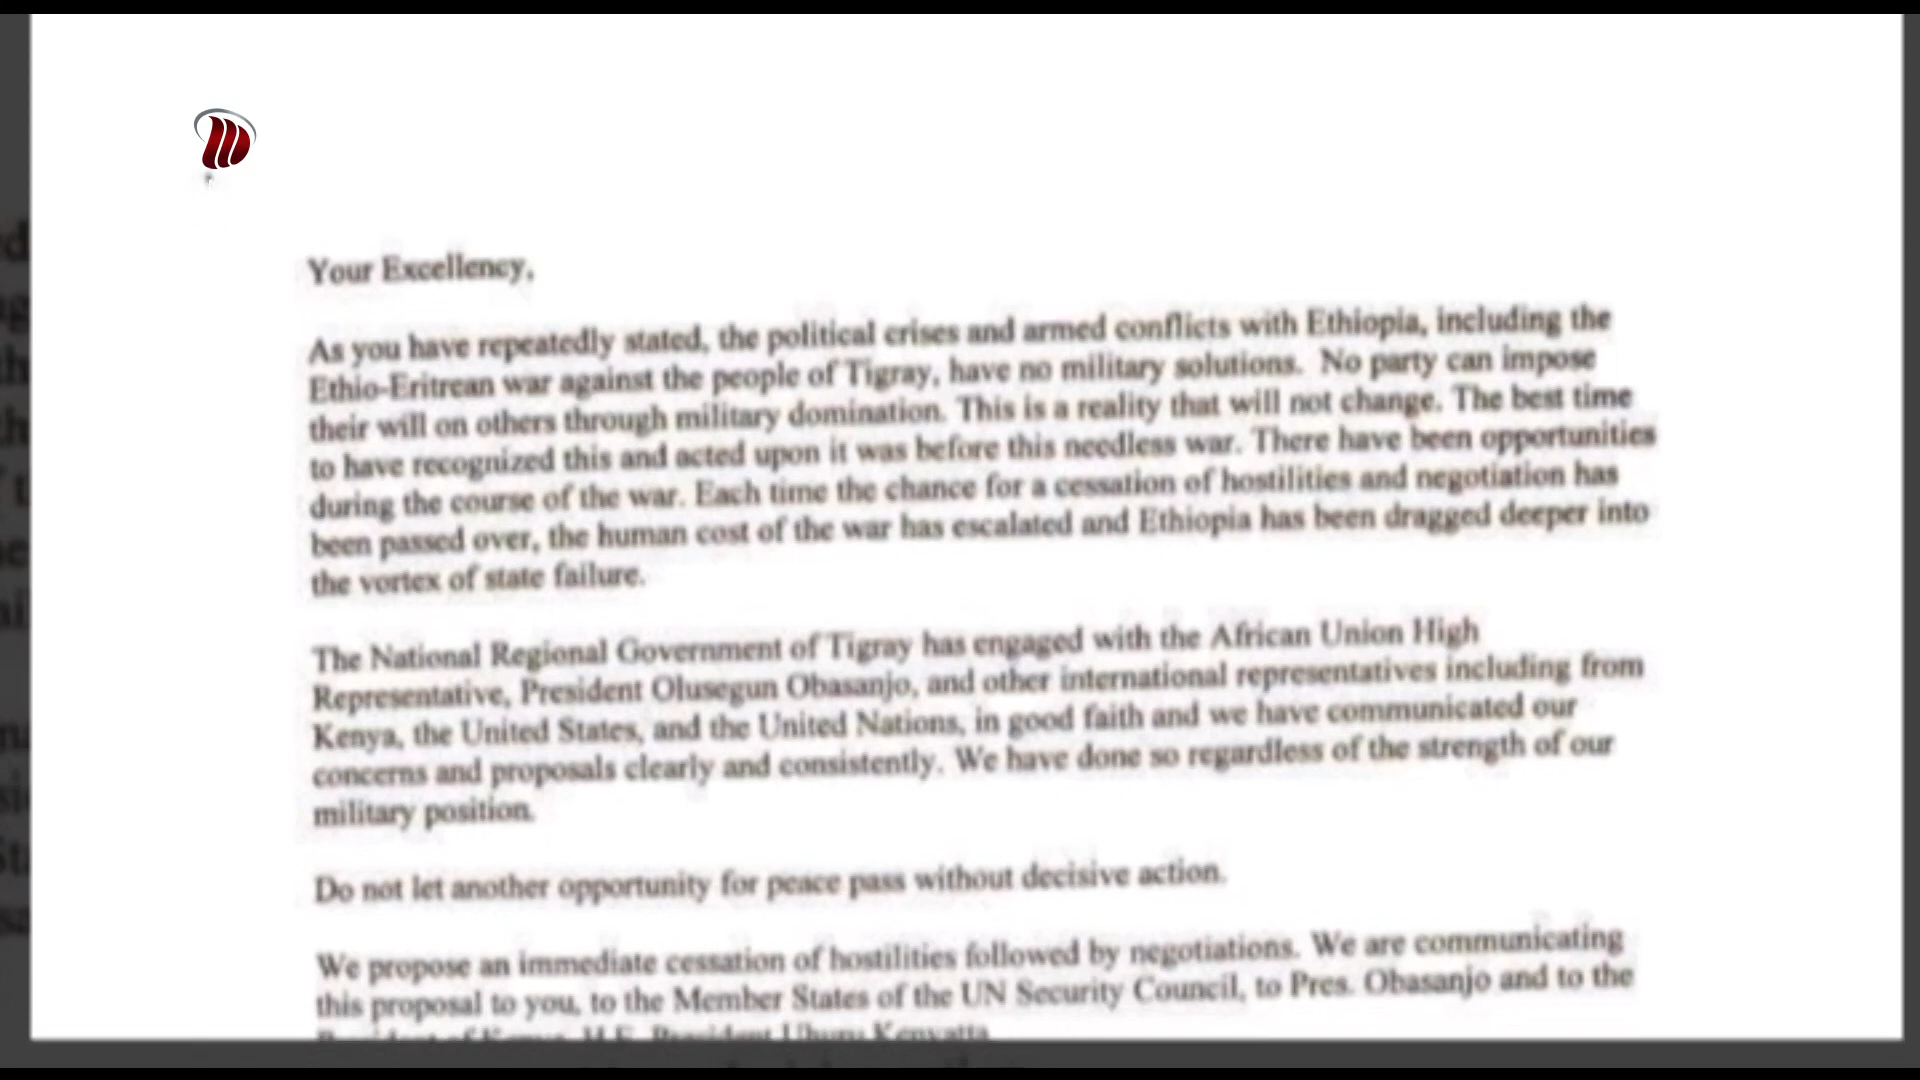 Your Excellency,
As you have repeatedly stated, the political crises and armed conflicts with Ethiopia, including the
Ethio-Eritrean war against the people of Tigray, have no military solutions. No party can impose
their will on others through military domination. This is a reality that will not change. The best time
to have recognized this and acted upon it was before this needless war. There have been opportunities
during the course of the war. Each time the chance for a cessation of hostilities and negotiation has
been passed over, the human cost of the war has escalated and Ethiopia has been dragged deeper into
the vortex of state failure.
The National Regional Government of Tigray has engaged with the African Union High
Representative, President Olusegun Obasanjo, and other international representatives including from
Kenya, the United States, and the United Nations, in good faith and we have communicated our
concerns and proposals clearly and consistently. We have done so regardless of the strength of our
military position.
Do not let another opportunity for peace pass without decisive action.
We propose an immediate cessation of hostilities followed by negotiations. We are communicating
this proposal to you, to the Member States of the UN Security Council, to Pres. Obasanjo and to the
President of Kenya, H.E. President Uhuru Kenyatta